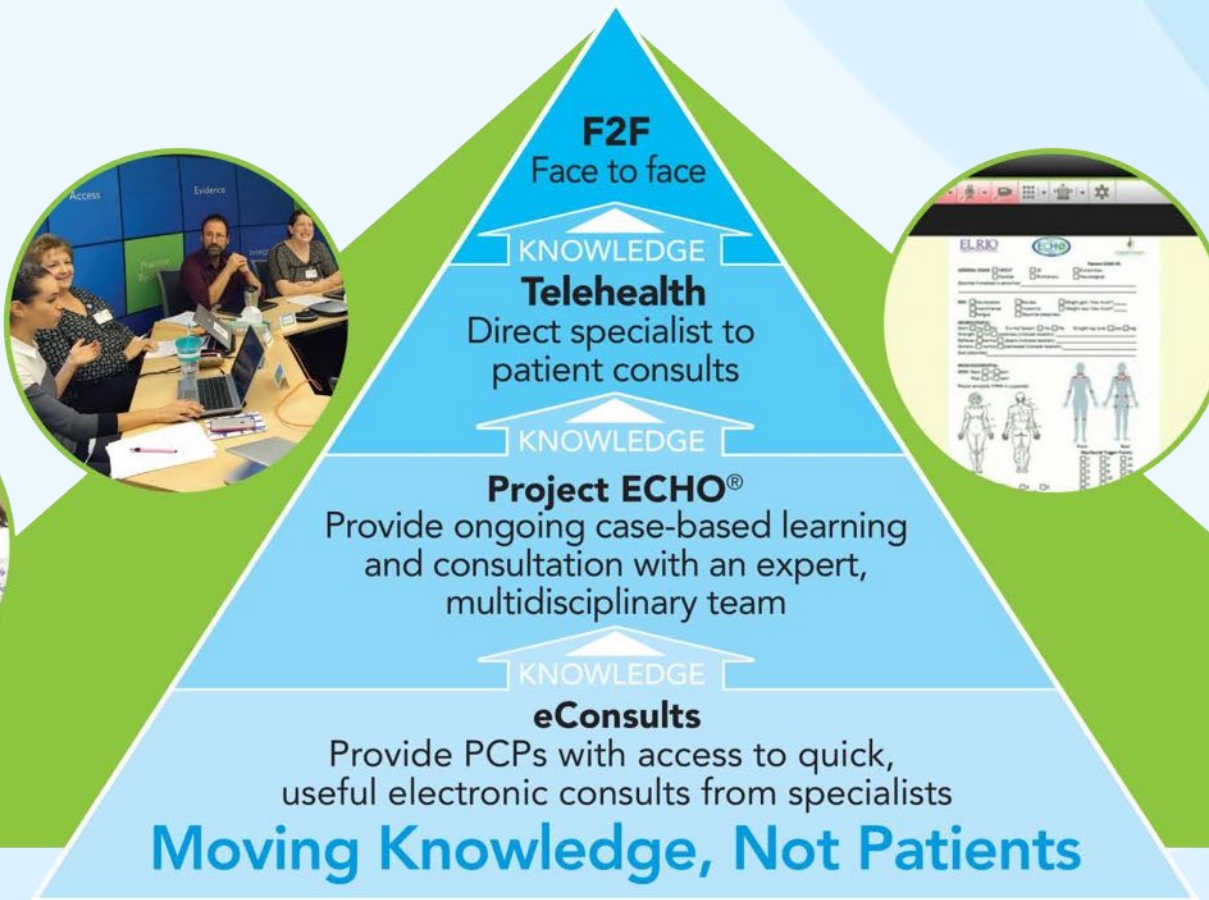 F2F
Face to face
KNOWLEDGE
Telehealth
Direct specialist to
patient consults
KNOWLEDGE
Project ECHO®
Provide ongoing case-based learning
and consultation with an expert,
multidisciplinary team
KNOWLEDGE
eConsults
Provide PCPs with access to quick,
useful electronic consults from specialists
Moving Knowledge, Not Patients
Access
Evidence
Practice
EL RIO
ECHO